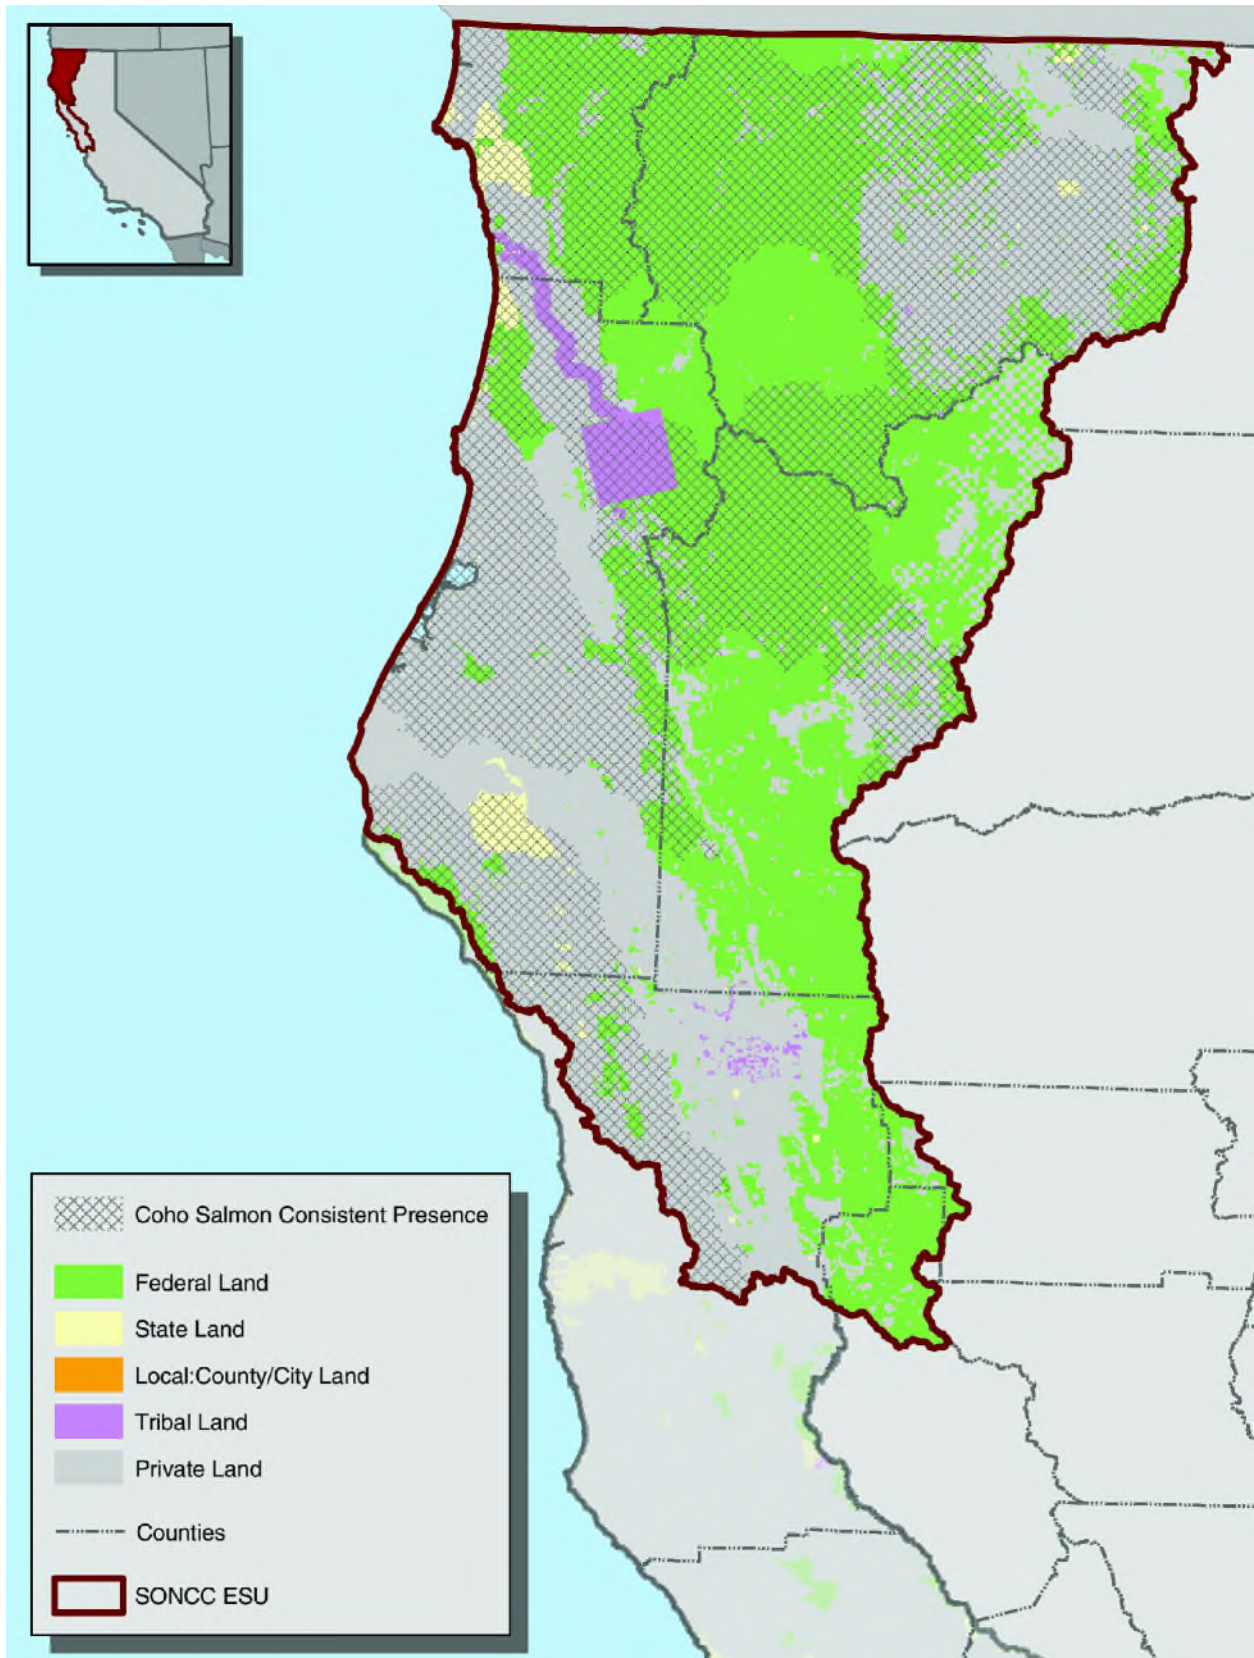 Coho Salmon Consistent Presence
Federal Land
State Land
Local:County/City Land
Tribal Land
Private Land
Counties
SONCC ESU